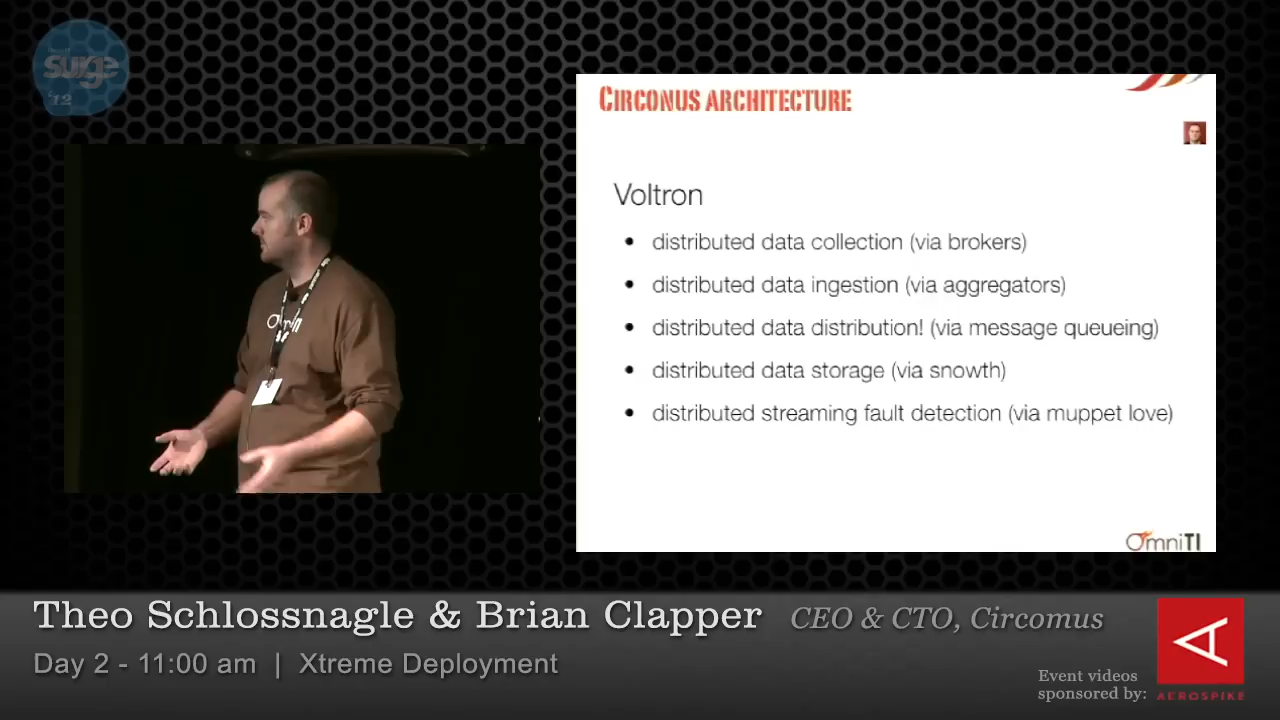 surge
'12
CIRCONUS ARCHITECTURE
Voltron
• distributed data collection (via brokers)
• distributed data ingestion (via aggregators)
• distributed data distribution! (via message queueing)
• distributed data storage (via snowth)
• distributed streaming fault detection (via muppet love)
OmniTI
Theo Schlossnagle & Brian Clapper CEO & CTO, Circomus
Day 2 - 11:00 am | Xtreme Deployment
Event videos
sponsored by:
AEROSPIKE